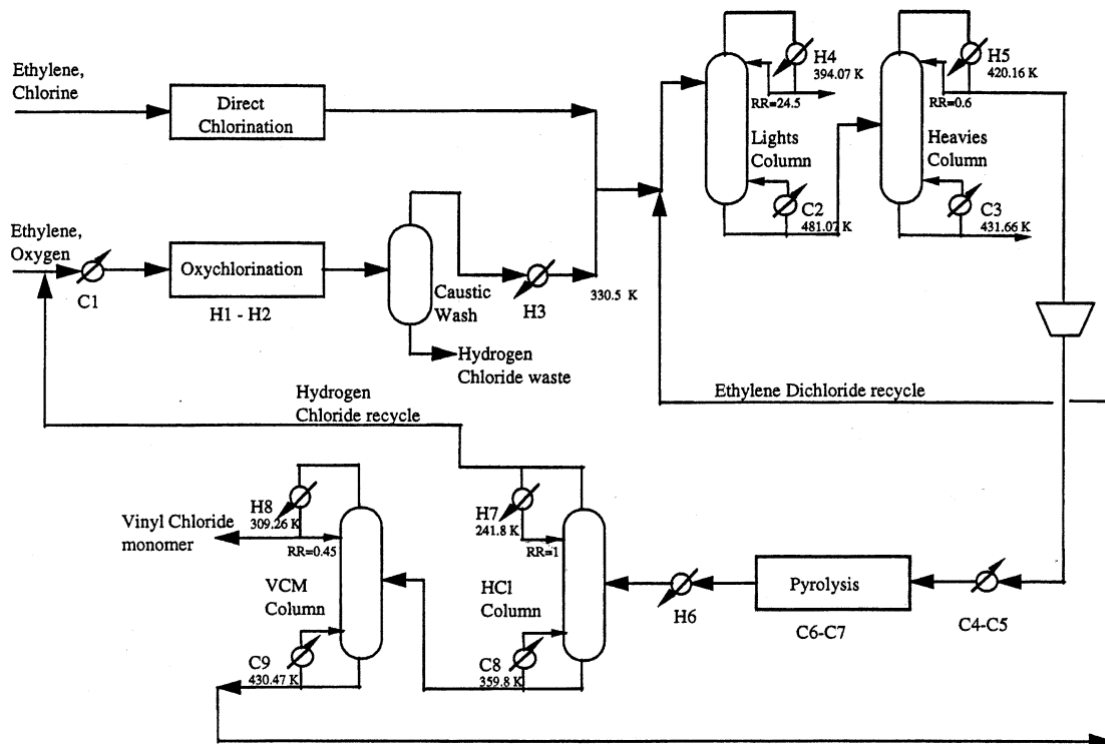 Ethylene,
Chlorine
Direct
Chlorination
H4
394.07 K
RR=24.5
Lights
Column
C2
481.07 K
H5
420.16 K
RR=0.6
Heavies
Column
C3
431.66 K
Ethylene,
Oxygen
C1
Oxychlorination
H1 - H2
Caustic
Wash
H3
330.5 K
Hydrogen
Chloride waste
Hydrogen
Chloride recycle
Ethylene Dichloride recycle
H8
309.26 K
Vinyl Chloride
monomer
RR=0.45
VCM
Column
C9
430.47 K
H7
241.8 K
RR=1
HCl
Column
C8
359.8 K
H6
Pyrolysis
C6-C7
C4-C5